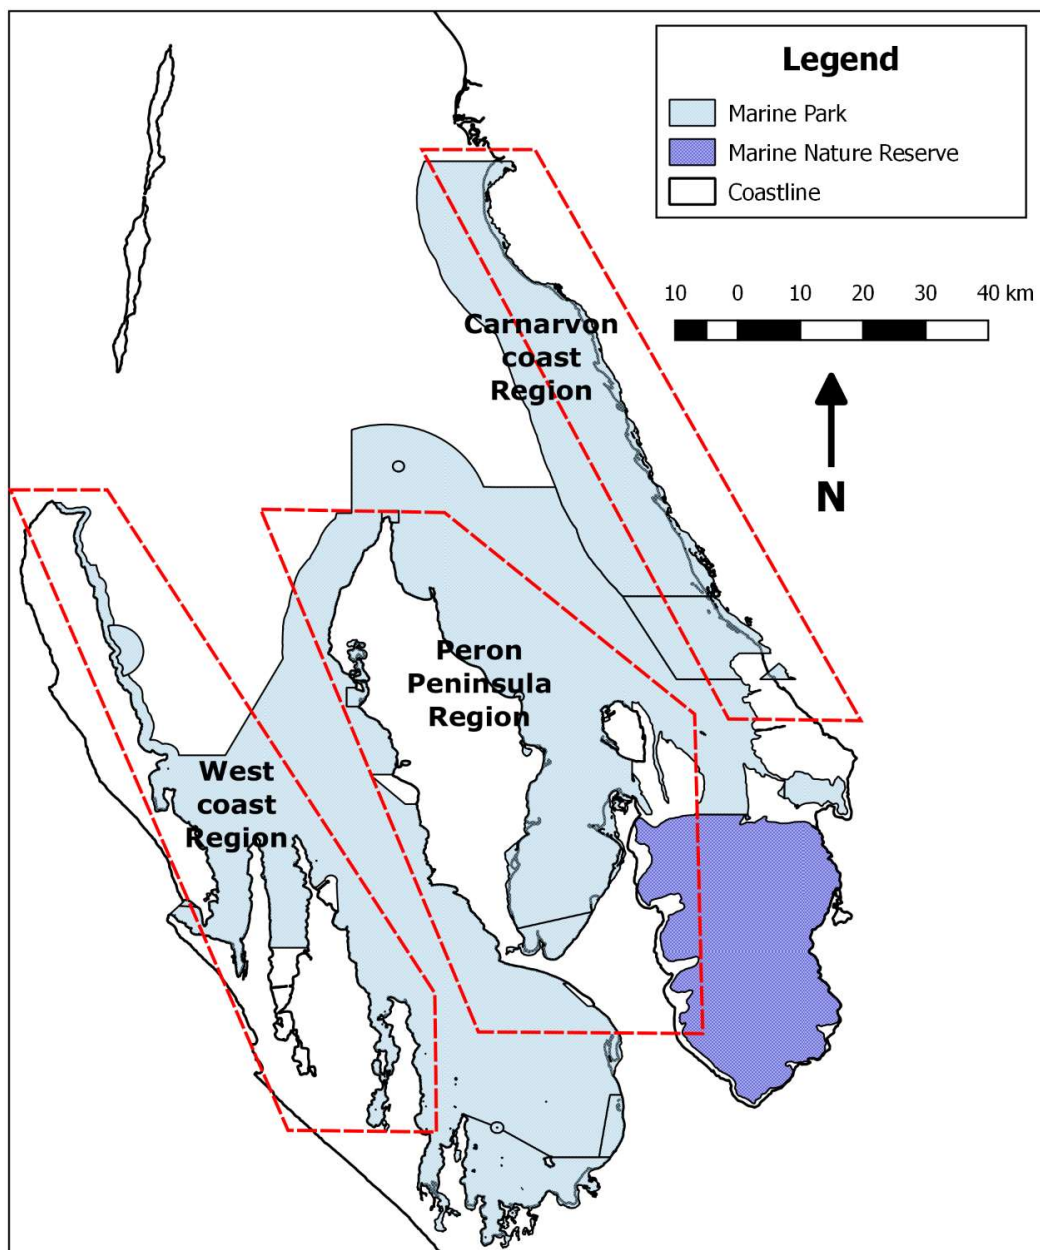 Legend
Marine Park
Marine Nature Reserve
Coastline
10 0 10 20 30 40 km
N
Carnarvon
coast
Region
Peron
Peninsula
Region
West
coast
Region